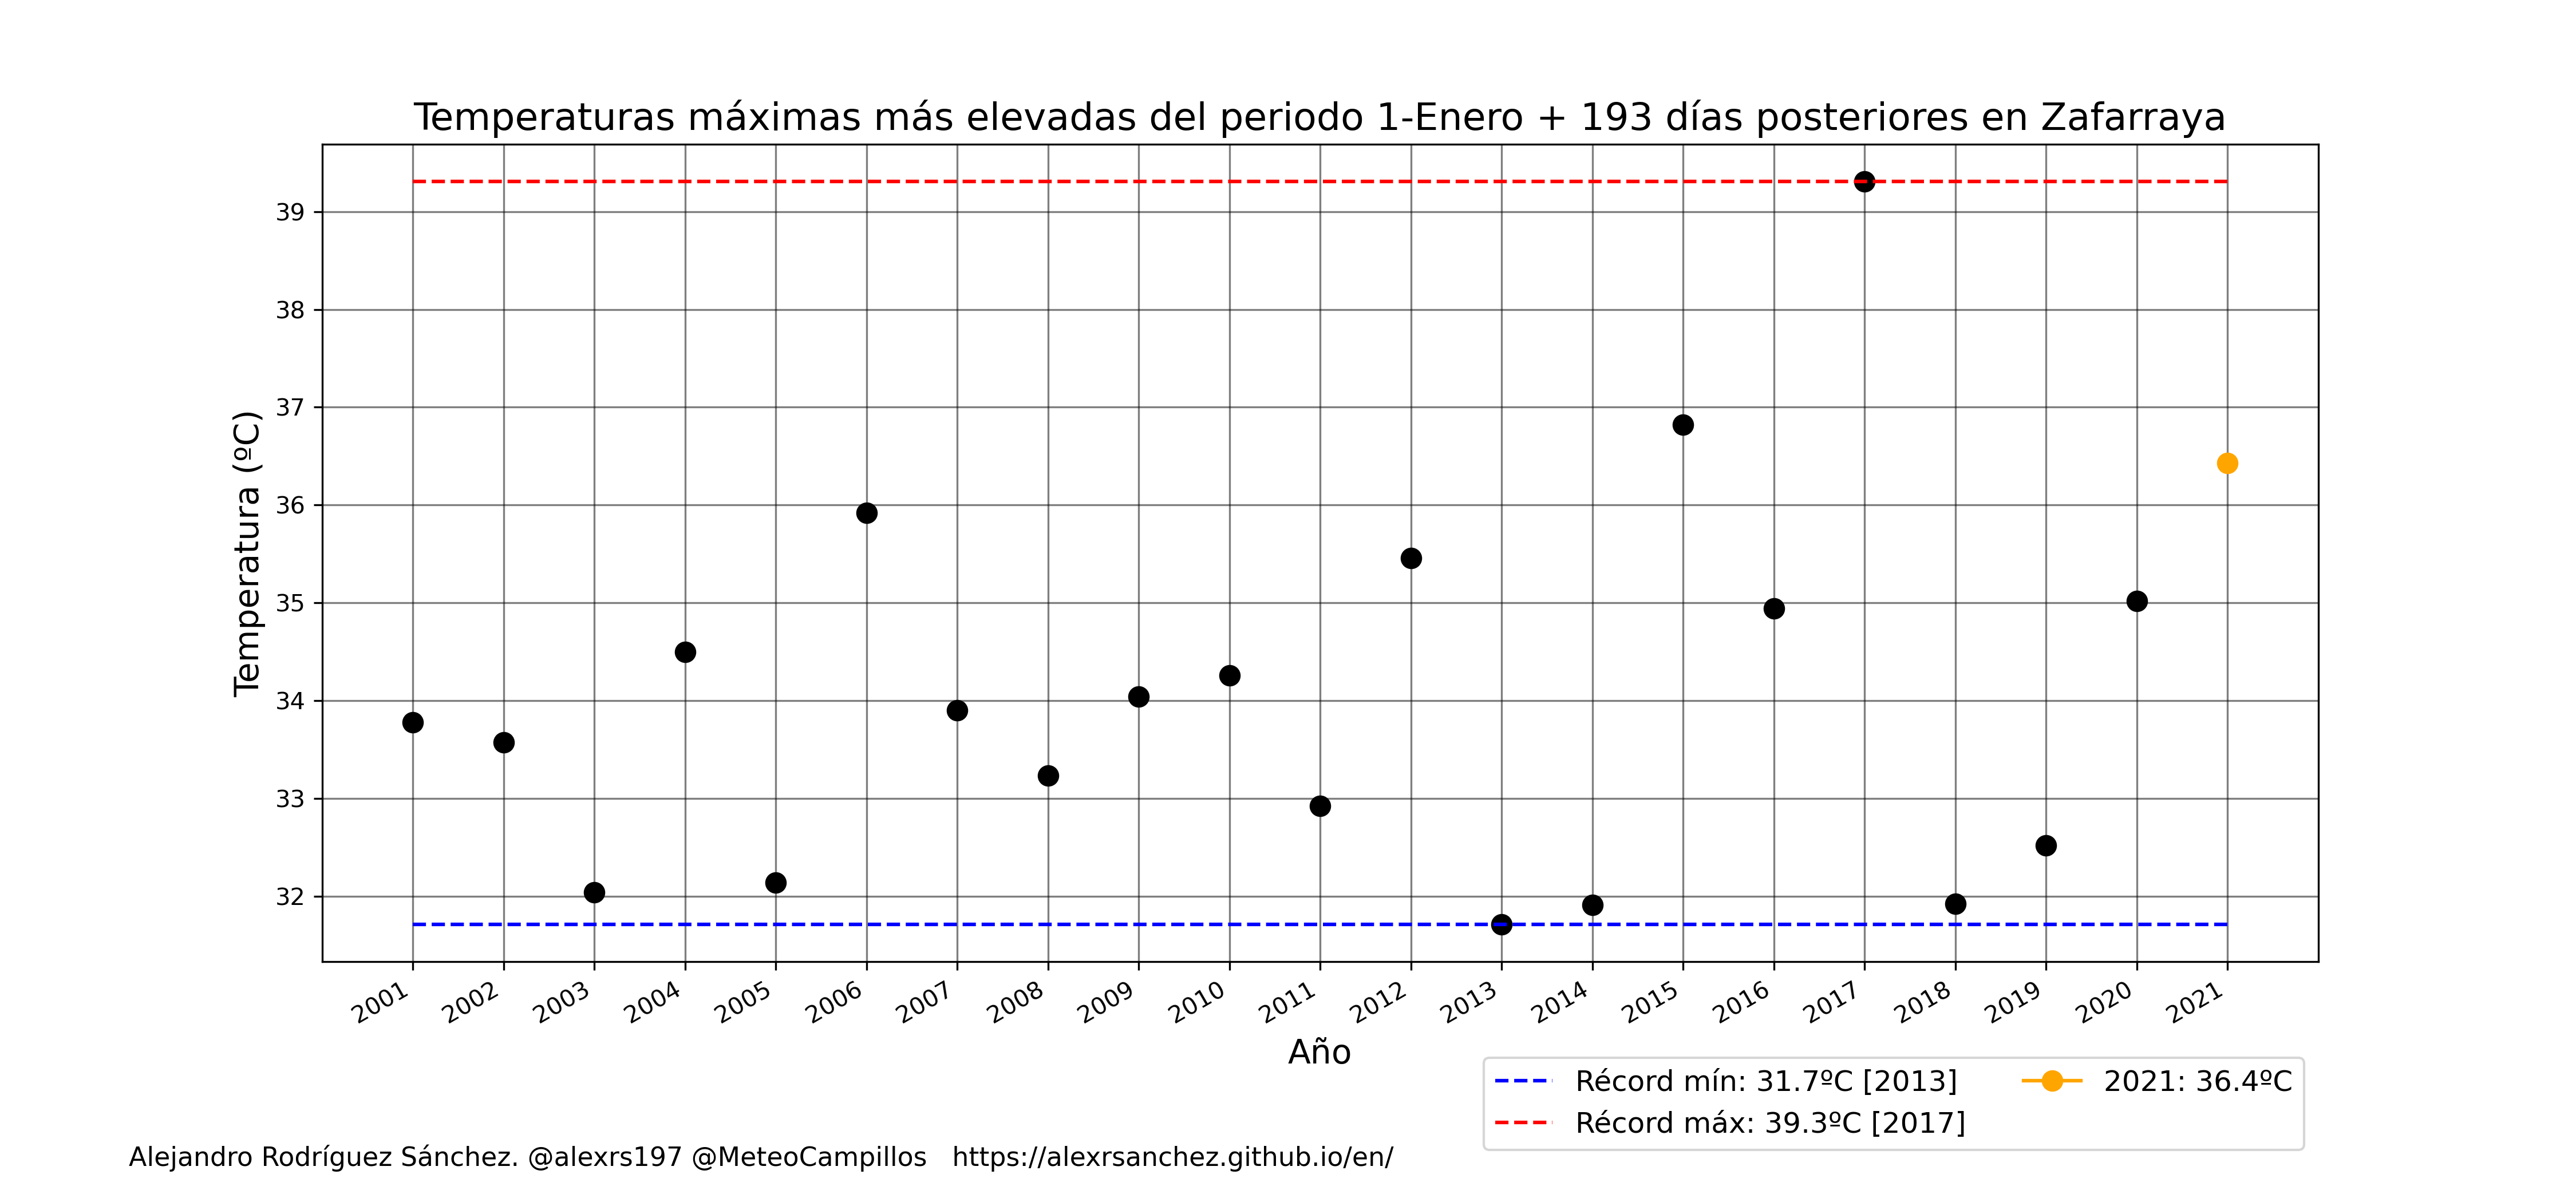 Temperaturas máximas más elevadas del periodo 1-Enero + 193 días posteriores en Zafarraya
Temperatura (ºC)
39
38
37
36
35
34
33
32
2001 2002 2003 2004 2005 2006 2007 2008 2009 2010 2011 2012 2013 2014 2015 2016 2017 2018 2019 2020 2021
Año
Récord mín: 31.7ºC [2013]
Récord máx: 39.3ºC [2017]
2021: 36.4ºC
Alejandro Rodríguez Sánchez. @alexrs197 @MeteoCampillos https://alexrsanchez.github.io/en/